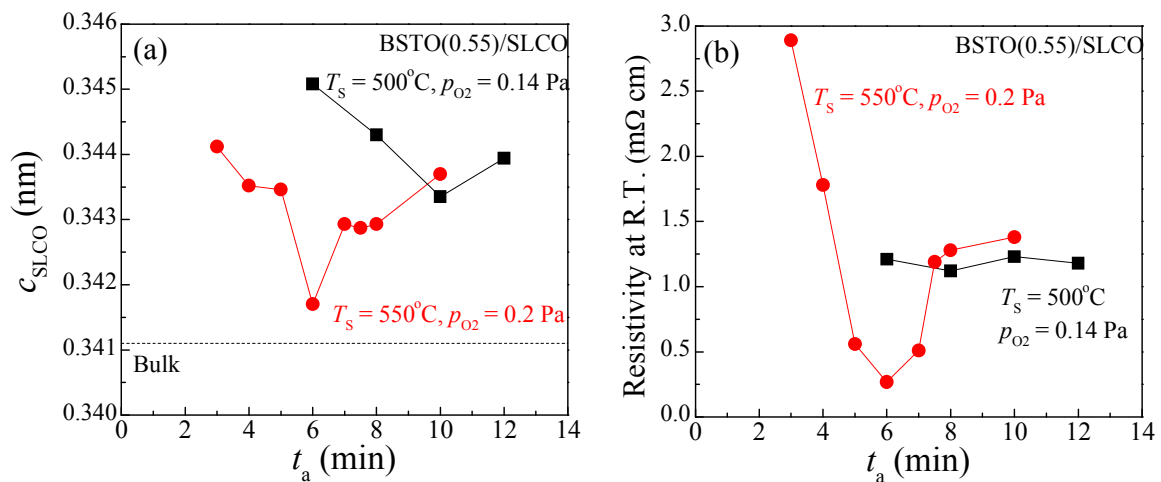 (a)
BSTO(0.55)/SLCO
T_S = 500°C, p_O2 = 0.14 Pa
T_S = 550°C, p_O2 = 0.2 Pa
Bulk
0.346
0.345
0.344
0.343
0.342
0.341
0.340
c_SLCO (nm)
0 2 4 6 8 10 12 14
t_a (min)
(b)
BSTO(0.55)/SLCO
T_S = 550°C, p_O2 = 0.2 Pa
T_S = 500°C
p_O2 = 0.14 Pa
3.0
2.5
2.0
1.5
1.0
0.5
0.0
Resistivity at R.T. (mΩ cm)
0 2 4 6 8 10 12 14
t_a (min)